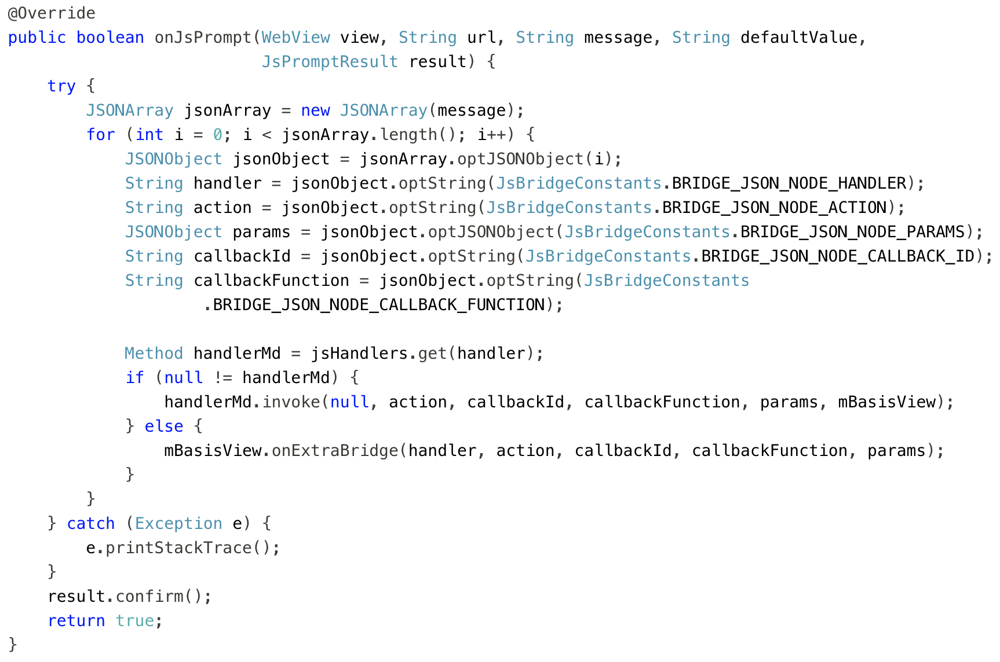 @Override
public boolean onJsPrompt(WebView view, String url, String message, String defaultValue,
                          JsPromptResult result) {
    try {
        JSONArray jsonArray = new JSONArray(message);
        for (int i = 0; i < jsonArray.length(); i++) {
            JSONObject jsonObject = jsonArray.optJSONObject(i);
            String handler = jsonObject.optString(JsBridgeConstants.BRIDGE_JSON_NODE_HANDLER);
            String action = jsonObject.optString(JsBridgeConstants.BRIDGE_JSON_NODE_ACTION);
            JSONObject params = jsonObject.optJSONObject(JsBridgeConstants.BRIDGE_JSON_NODE_PARAMS);
            String callbackId = jsonObject.optString(JsBridgeConstants.BRIDGE_JSON_NODE_CALLBACK_ID);
            String callbackFunction = jsonObject.optString(JsBridgeConstants
                    .BRIDGE_JSON_NODE_CALLBACK_FUNCTION);

            Method handlerMd = jsHandlers.get(handler);
            if (null != handlerMd) {
                handlerMd.invoke(null, action, callbackId, callbackFunction, params, mBasisView);
            } else {
                mBasisView.onExtraBridge(handler, action, callbackId, callbackFunction, params);
            }
        }
    } catch (Exception e) {
        e.printStackTrace();
    }
    result.confirm();
    return true;
}